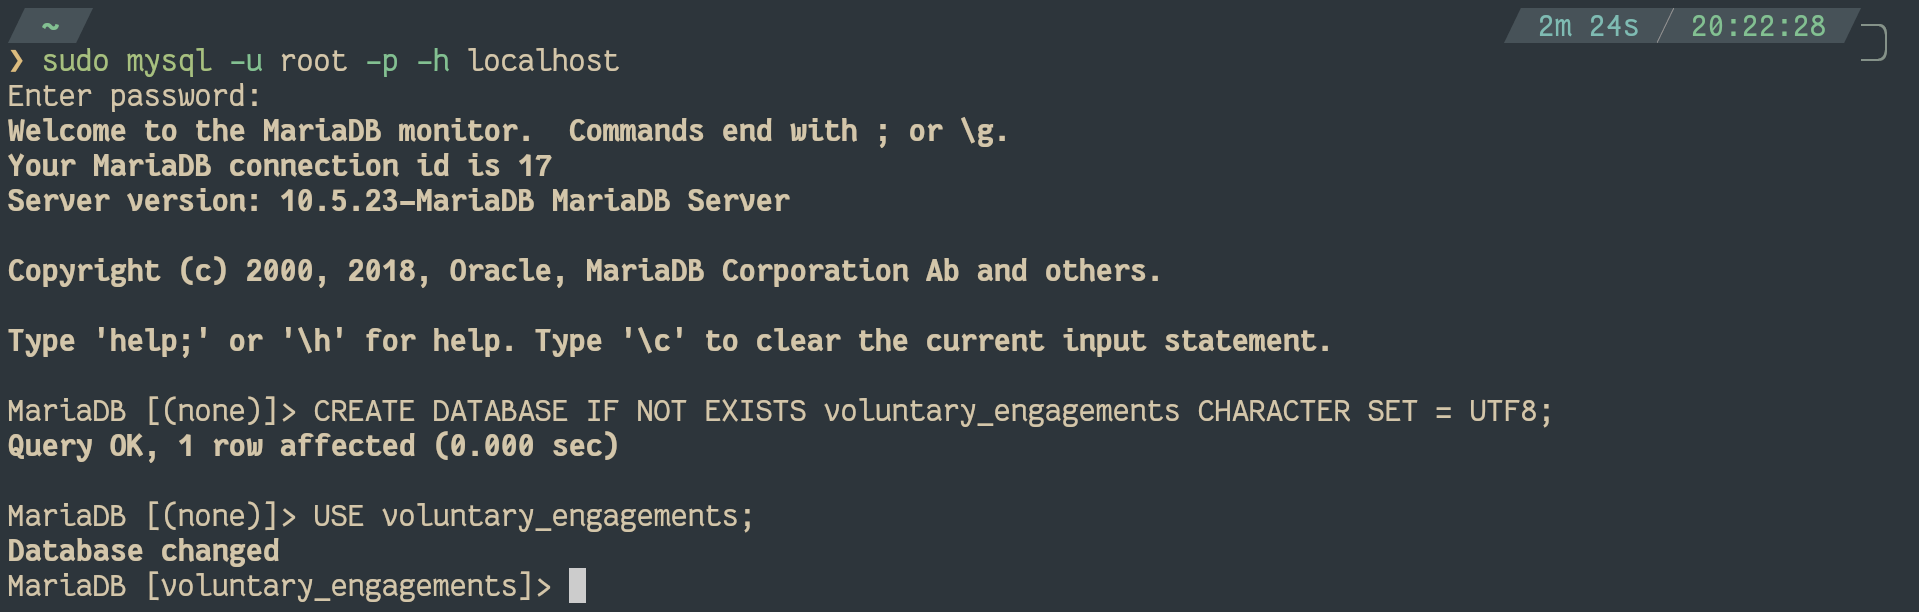 ~ 2m 24s 20:22:28
❯ sudo mysql -u root -p -h localhost
Enter password:
Welcome to the MariaDB monitor.  Commands end with ; or \g.
Your MariaDB connection id is 17
Server version: 10.5.23-MariaDB MariaDB Server

Copyright (c) 2000, 2018, Oracle, MariaDB Corporation Ab and others.

Type 'help;' or '\h' for help. Type '\c' to clear the current input statement.

MariaDB [(none)]> CREATE DATABASE IF NOT EXISTS voluntary_engagements CHARACTER SET = UTF8;
Query OK, 1 row affected (0.000 sec)

MariaDB [(none)]> USE voluntary_engagements;
Database changed
MariaDB [voluntary_engagements]>